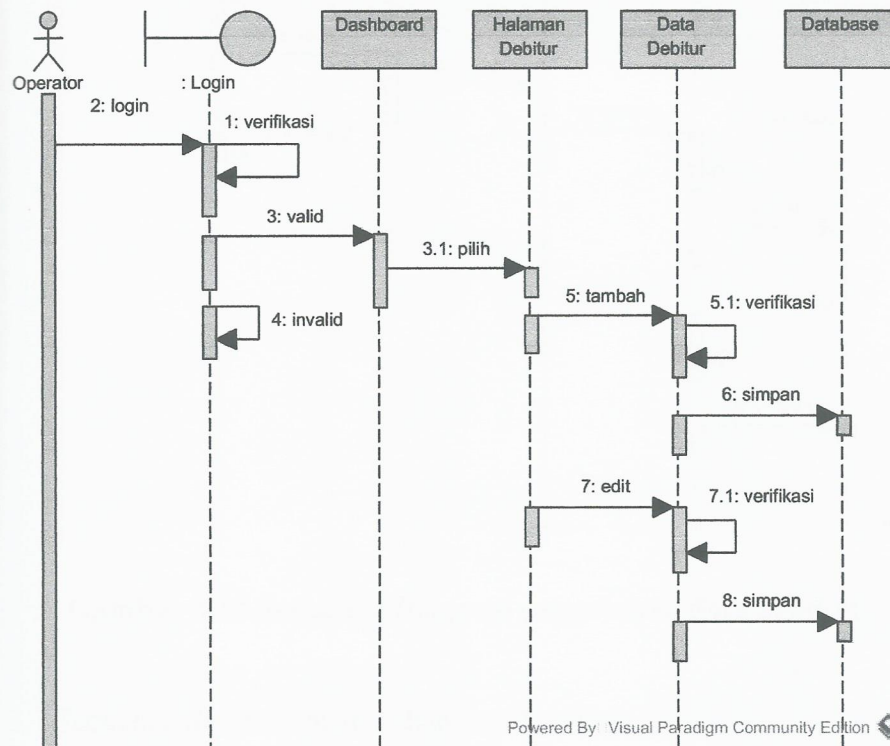 Dashboard
Halaman
Debitur
Data
Debitur
Database
Operator
: Login
2: login
1: verifikasi
3: valid
3.1: pilih
4: invalid
5: tambah
5.1: verifikasi
6: simpan
7: edit
7.1: verifikasi
8: simpan
Powered By Visual Paradigm Community Edition